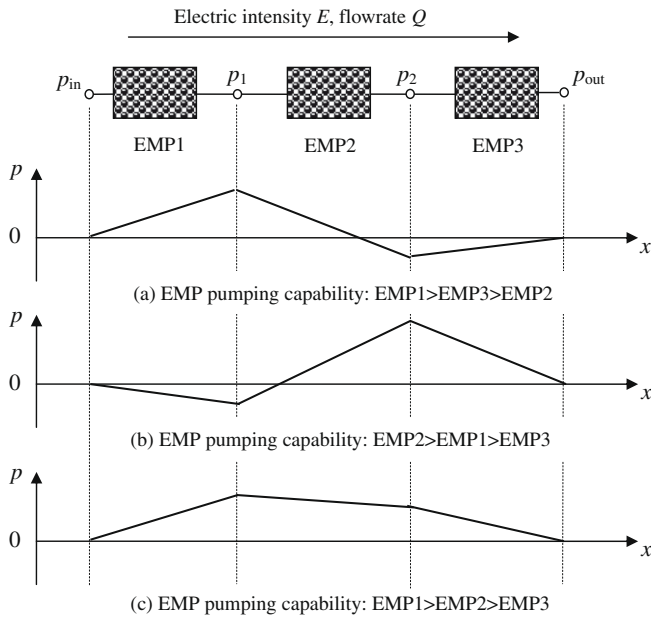 Electric intensity E, flowrate Q
p_in p_1 p_2 p_out
EMP1 EMP2 EMP3
p
0
x
(a) EMP pumping capability: EMP1>EMP3>EMP2
p
0
x
(b) EMP pumping capability: EMP2>EMP1>EMP3
p
0
x
(c) EMP pumping capability: EMP1>EMP2>EMP3